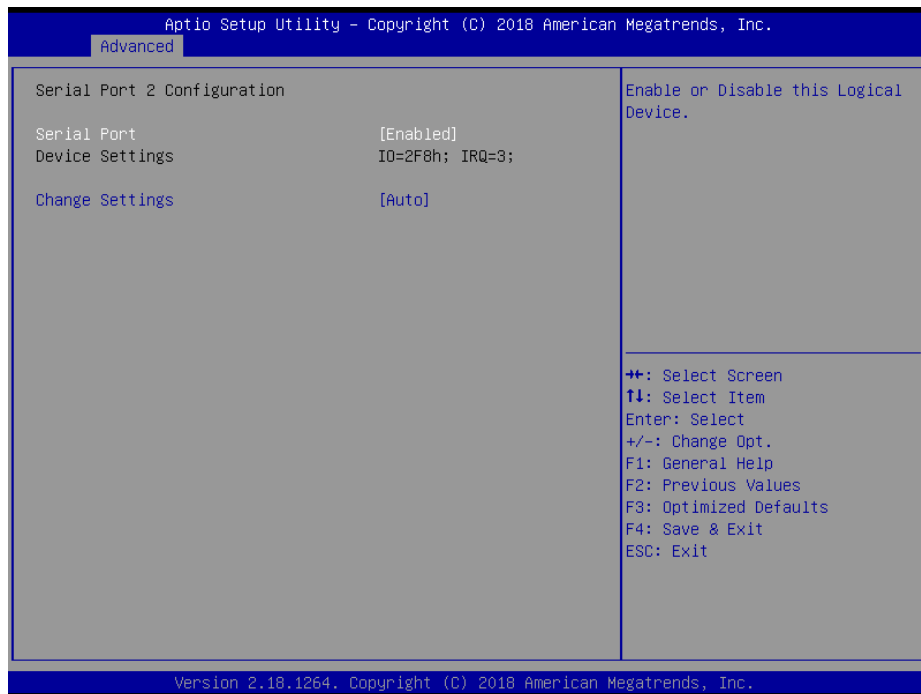 Aptio Setup Utility – Copyright (C) 2018 American Megatrends, Inc.
Advanced
Serial Port 2 Configuration
Serial Port [Enabled]
Device Settings IO=2F8h; IRQ=3;
Change Settings [Auto]
Enable or Disable this Logical
Device.
→←: Select Screen
↑↓: Select Item
Enter: Select
+/-: Change Opt.
F1: General Help
F2: Previous Values
F3: Optimized Defaults
F4: Save & Exit
ESC: Exit
Version 2.18.1264. Copyright (C) 2018 American Megatrends, Inc.